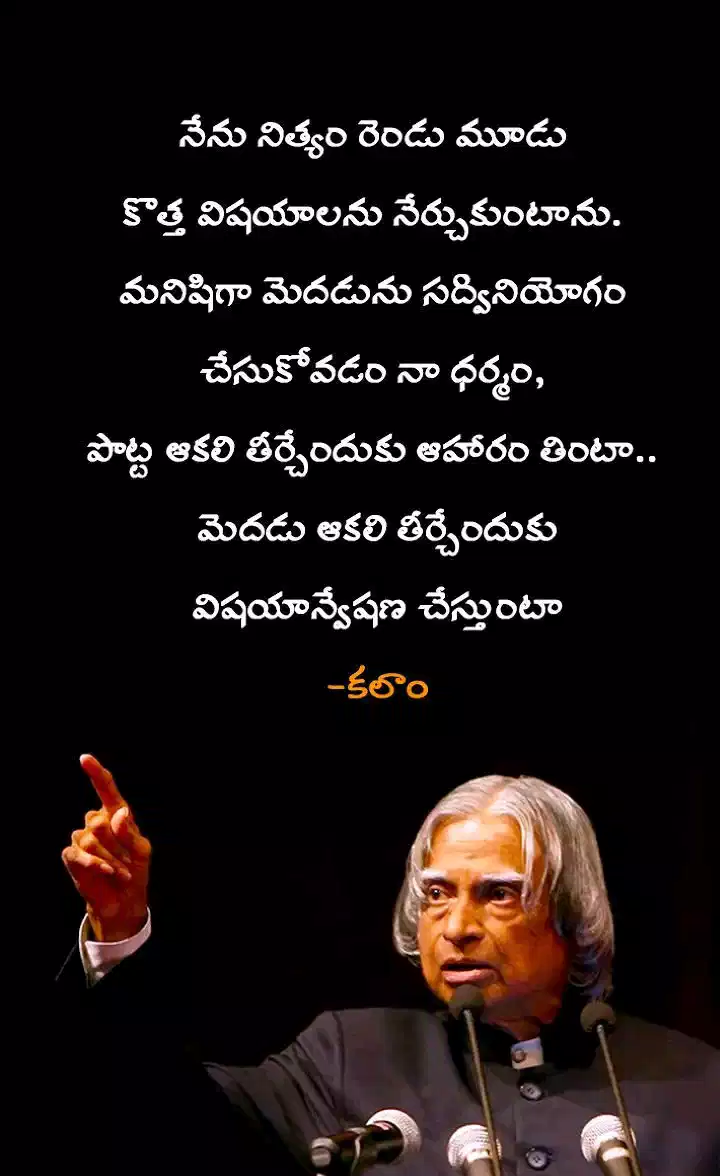 నేను నిత్యం రెండు మూడు
కొత్త విషయాలను నేర్చుకుంటాను.
మనిషిగా మెదడును సద్వినియోగం
చేసుకోవడం నా ధర్మం,
పొట్ట ఆకలి తీర్చేందుకు ఆహారం తింటా..
మెదడు ఆకలి తీర్చేందుకు
విషయాన్వేషణ చేస్తుంటా
-కలాం